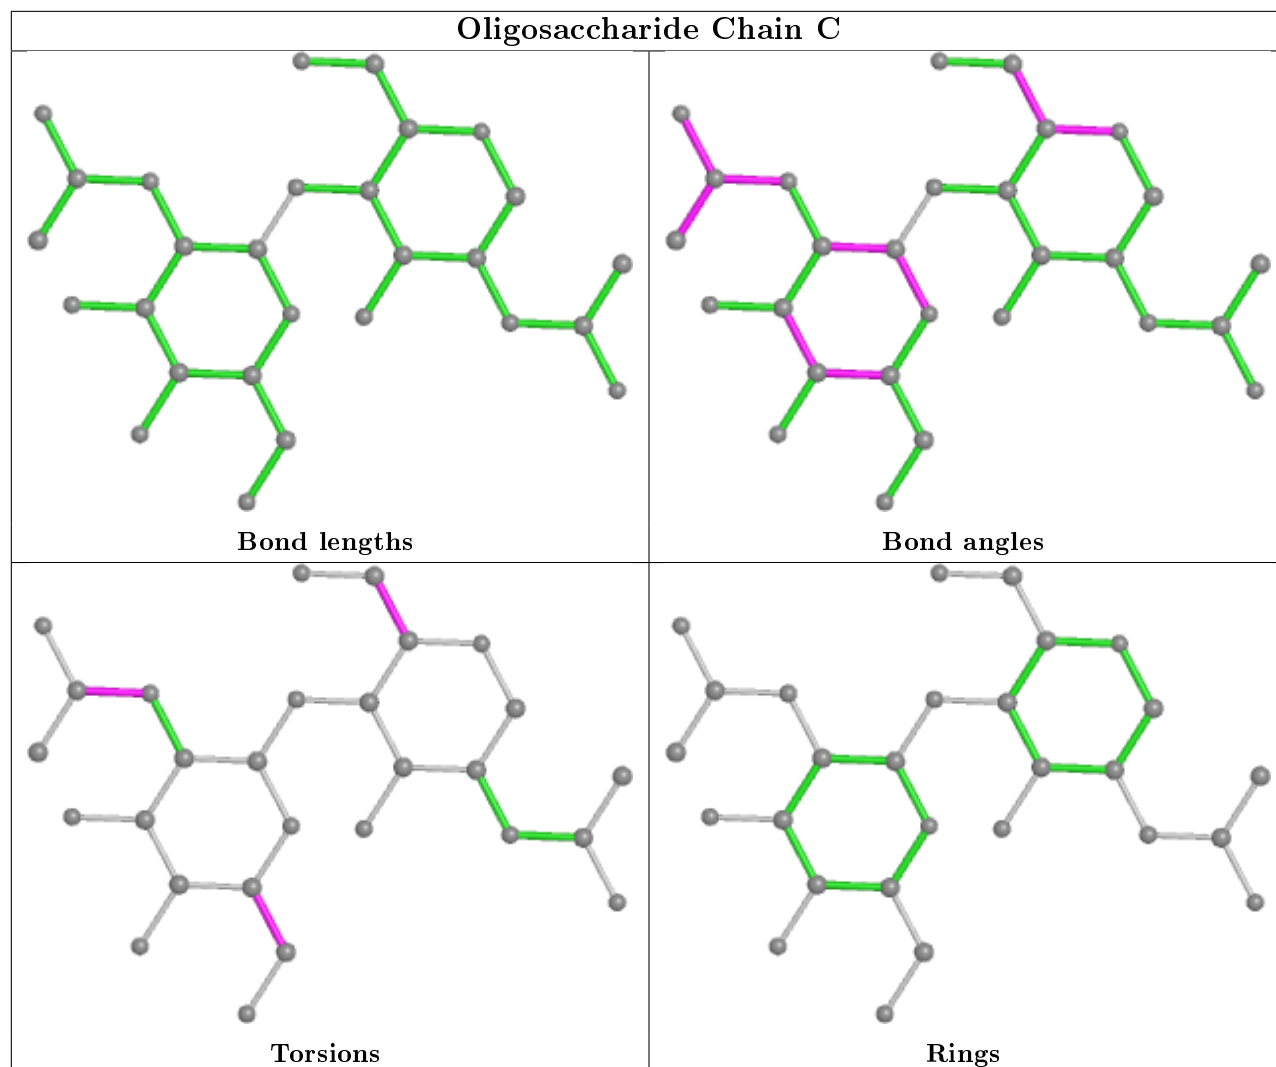 Oligosaccharide Chain C
Bond lengths
Bond angles
Torsions
Rings